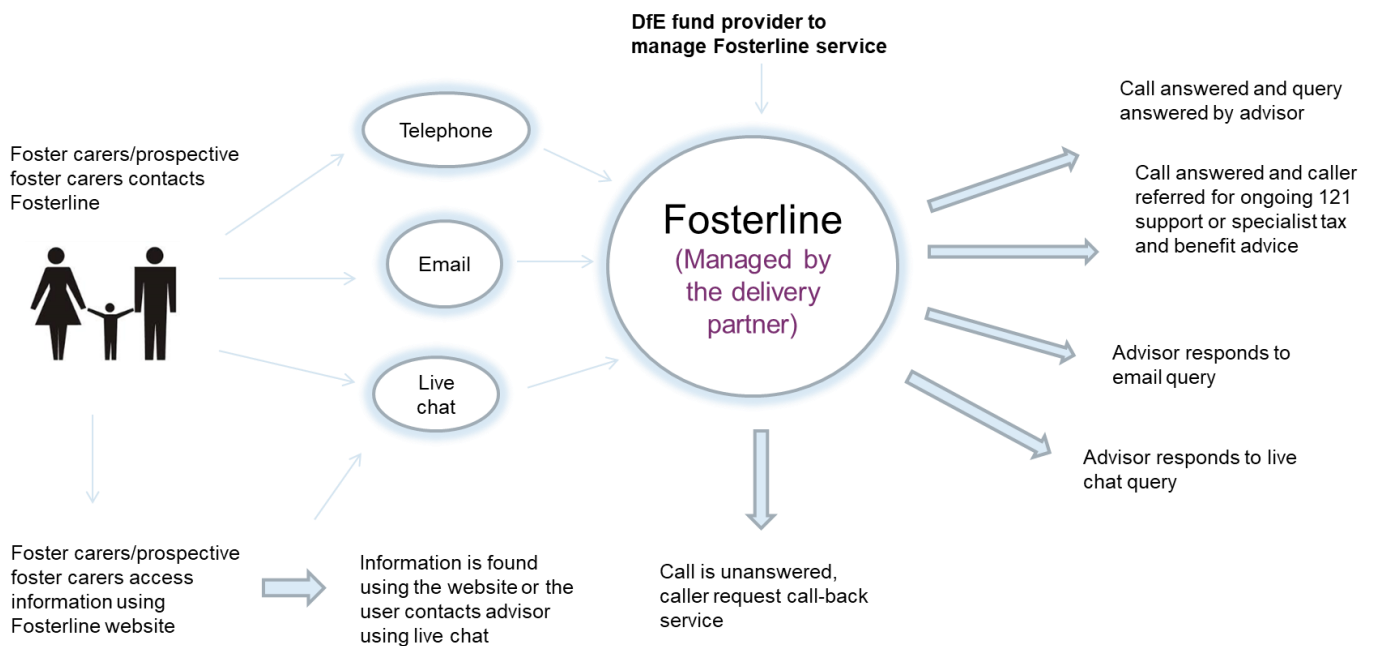 DfE fund provider to
manage Fosterline service
Foster carers/prospective
foster carers contacts
Fosterline
Telephone
Email
Live
chat
Fosterline
(Managed by
the delivery
partner)
Call answered and query
answered by advisor
Call answered and caller
referred for ongoing 121
support or specialist tax
and benefit advice
Advisor responds to
email query
Advisor responds to live
chat query
Foster carers/prospective
foster carers access
information using
Fosterline website
Information is found
using the website or the
user contacts advisor
using live chat
Call is unanswered,
caller request call-back
service